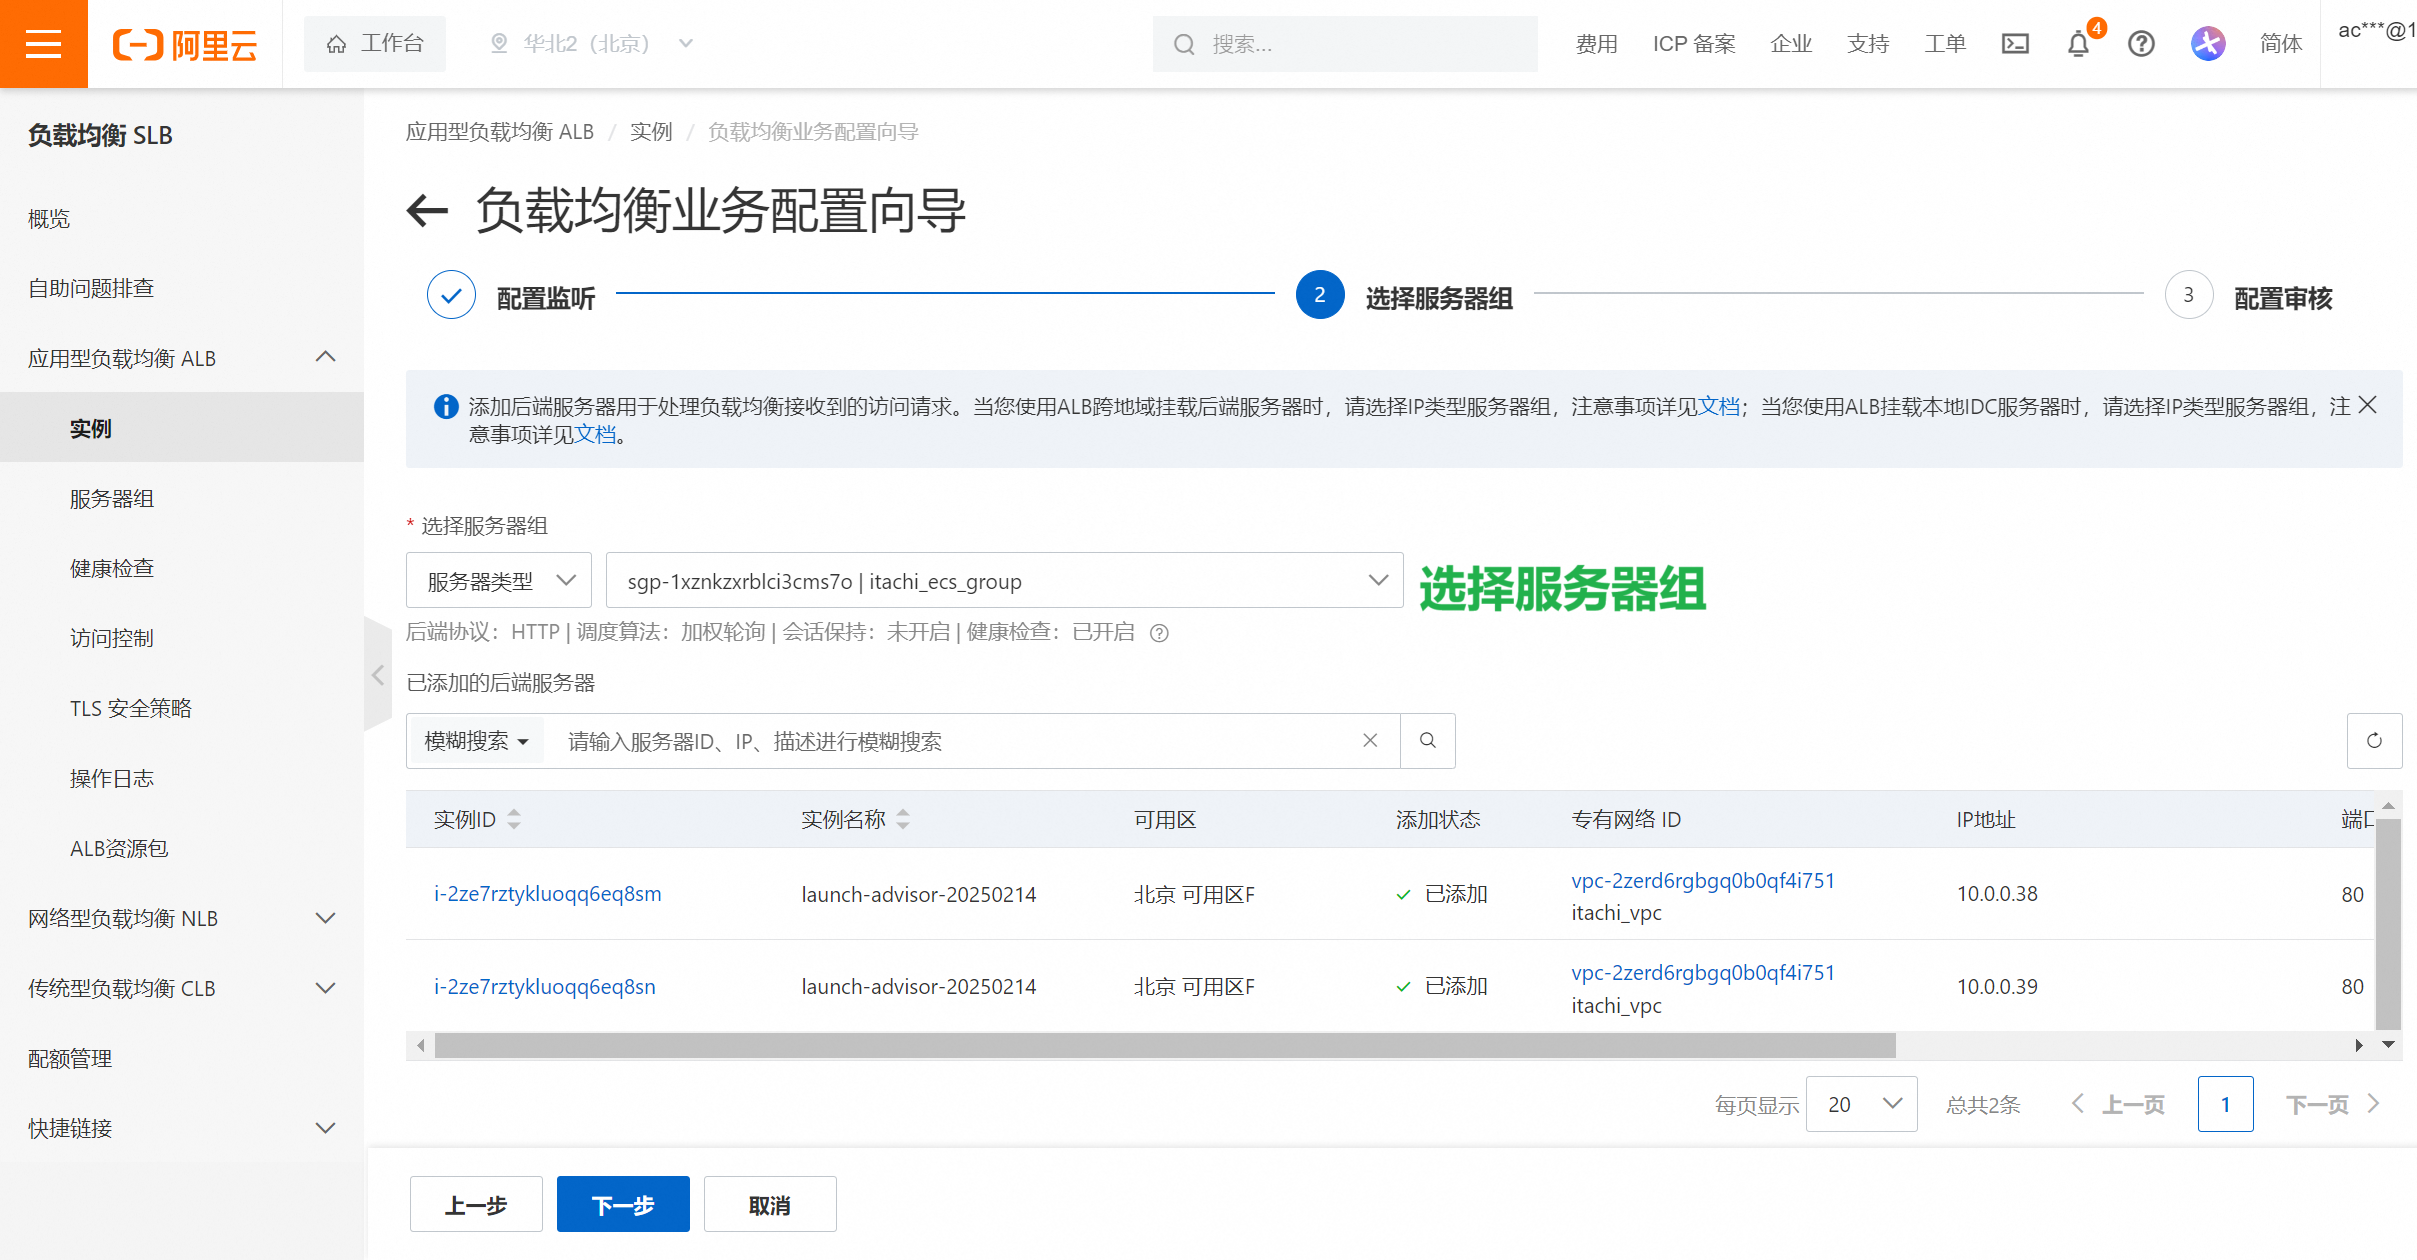 阿里云
工作台
华北2（北京）
搜索...
费用
ICP 备案
企业
支持
工单
4
简体
ac***@1
负载均衡 SLB
概览
自助问题排查
应用型负载均衡 ALB
实例
服务器组
健康检查
访问控制
TLS 安全策略
操作日志
ALB资源包
网络型负载均衡 NLB
传统型负载均衡 CLB
配额管理
快捷链接
应用型负载均衡 ALB / 实例 / 负载均衡业务配置向导
负载均衡业务配置向导
配置监听
2 选择服务器组
3 配置审核
添加后端服务器用于处理负载均衡接收到的访问请求。当您使用ALB跨地域挂载后端服务器时，请选择IP类型服务器组，注意事项详见文档；当您使用ALB挂载本地IDC服务器时，请选择IP类型服务器组，注
意事项详见文档。
* 选择服务器组
服务器类型
sgp-1xznkzxrblci3cms7o | itachi_ecs_group
选择服务器组
后端协议：HTTP | 调度算法：加权轮询 | 会话保持：未开启 | 健康检查：已开启
已添加的后端服务器
模糊搜索
请输入服务器ID、IP、描述进行模糊搜索
实例ID 实例名称 可用区 添加状态 专有网络 ID IP地址 端口
i-2ze7rztykluoqq6eq8sm launch-advisor-20250214 北京 可用区F 已添加 vpc-2zerd6rgbgq0b0qf4i751 10.0.0.38 80
itachi_vpc
i-2ze7rztykluoqq6eq8sn launch-advisor-20250214 北京 可用区F 已添加 vpc-2zerd6rgbgq0b0qf4i751 10.0.0.39 80
itachi_vpc
每页显示 20 总共2条 上一页 1 下一页
上一步
下一步
取消